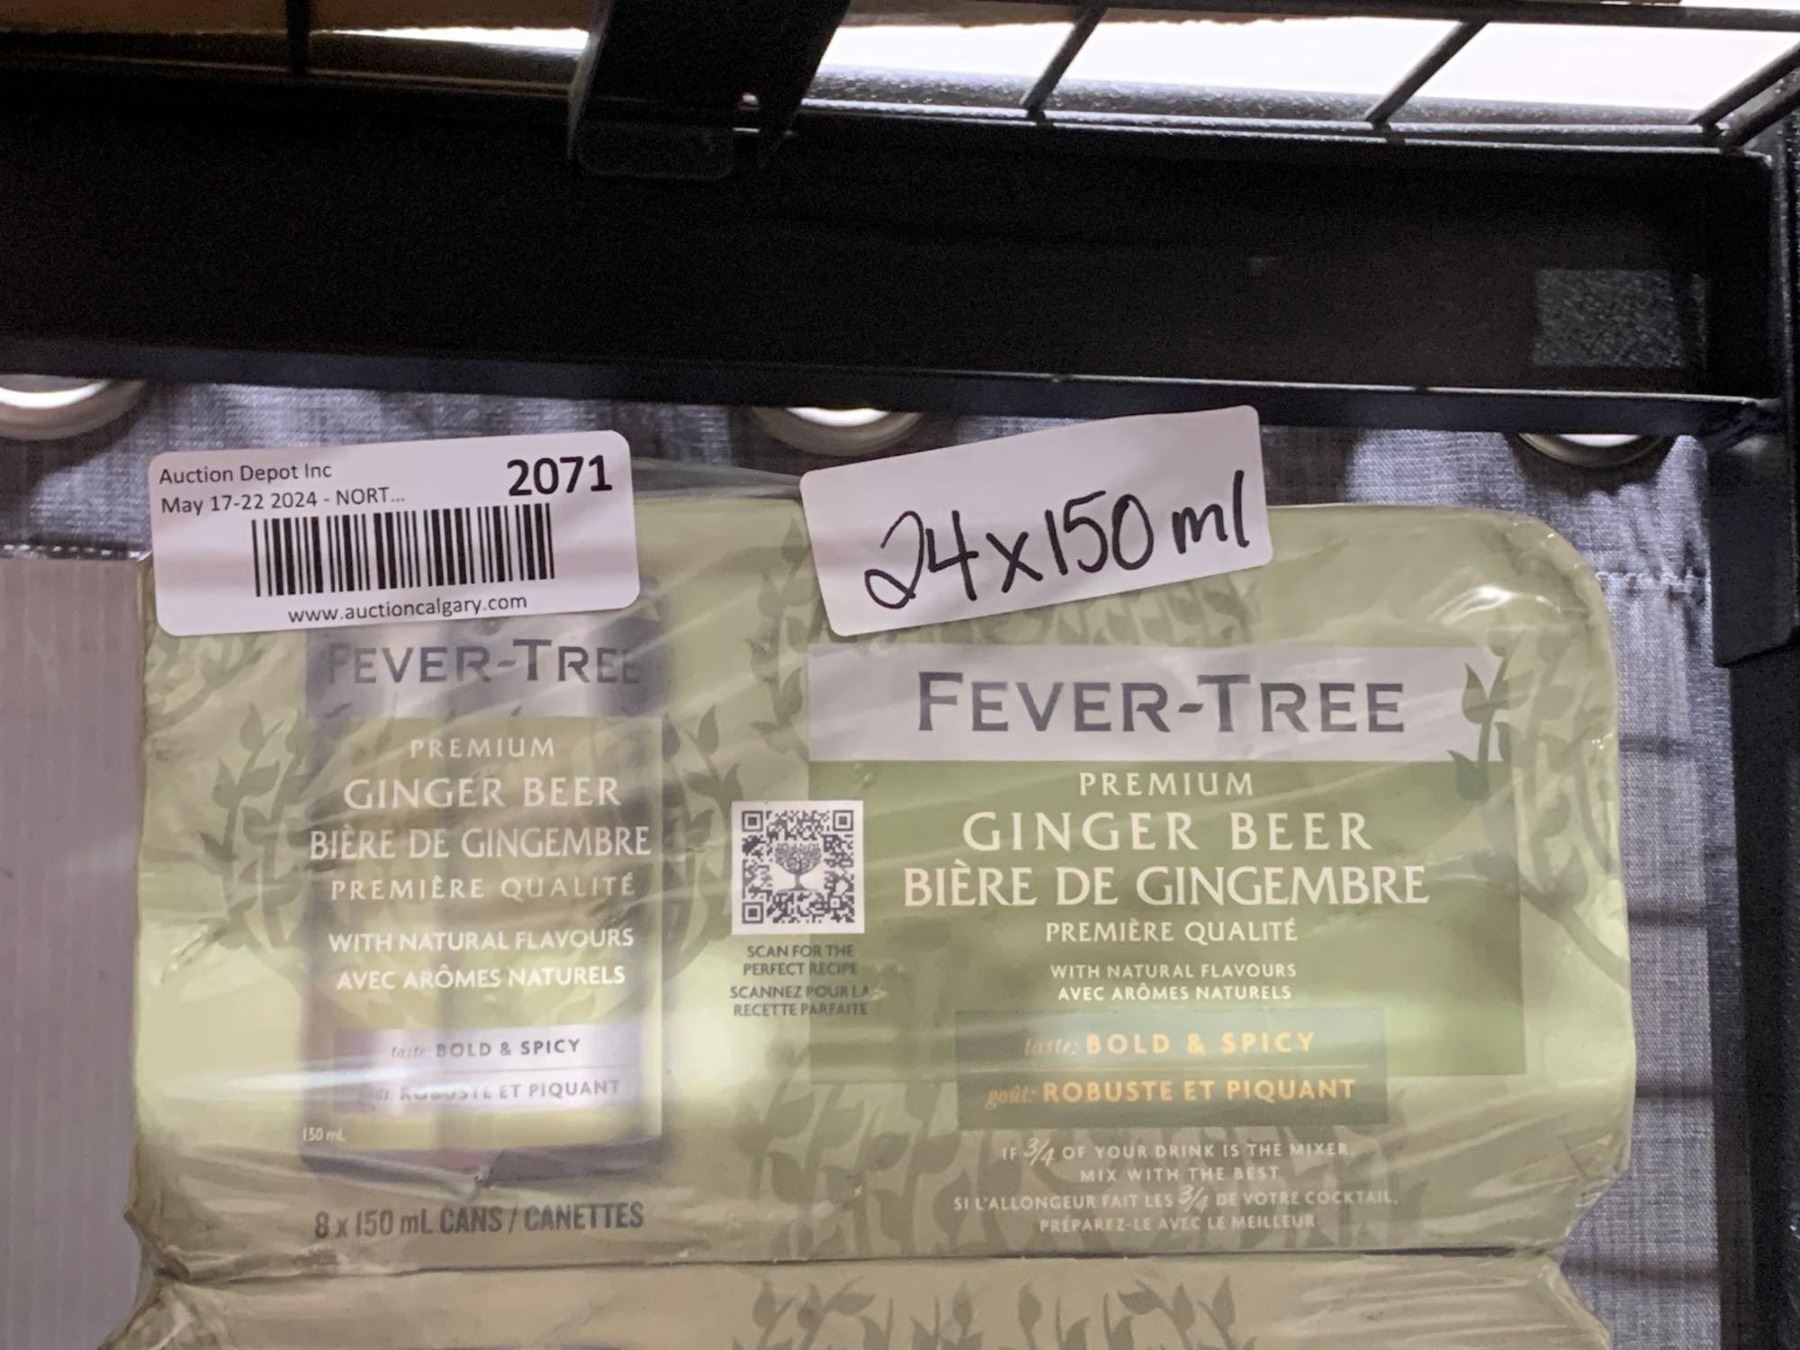 Auction Depot Inc
2071
May 17-22 2024 - NORT...
www.auctioncalgary.com
24x150 ml
FEVER-TREE
PREMIUM
GINGER BEER
BIÈRE DE GINGEMBRE
PREMIÈRE QUALITÉ
WITH NATURAL FLAVOURS
AVEC ARÔMES NATURELS
taste: BOLD & SPICY
goût: ROBUSTE ET PIQUANT
150 mL
8 x 150 mL CANS / CANETTES
SCAN FOR THE
PERFECT RECIPE
SCANNEZ POUR LA
RECETTE PARFAITE
FEVER-TREE
PREMIUM
GINGER BEER
BIÈRE DE GINGEMBRE
PREMIÈRE QUALITÉ
WITH NATURAL FLAVOURS
AVEC ARÔMES NATURELS
taste: BOLD & SPICY
goût: ROBUSTE ET PIQUANT
IF 3/4 OF YOUR DRINK IS THE MIXER,
MIX WITH THE BEST
SI L'ALLONGEUR FAIT LES 3/4 DE VOTRE COCKTAIL,
PRÉPAREZ-LE AVEC LE MEILLEUR